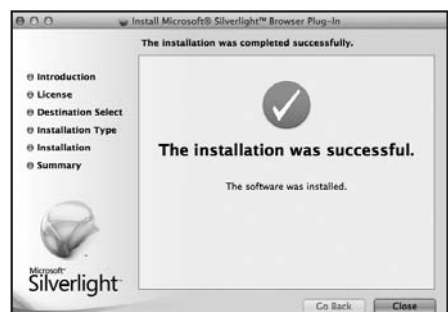 Install Microsoft® Silverlight™ Browser Plug-In
The installation was completed successfully.
Introduction
License
Destination Select
Installation Type
Installation
Summary
The installation was successful.
The software was installed.
Microsoft®
Silverlight™
Go Back
Close